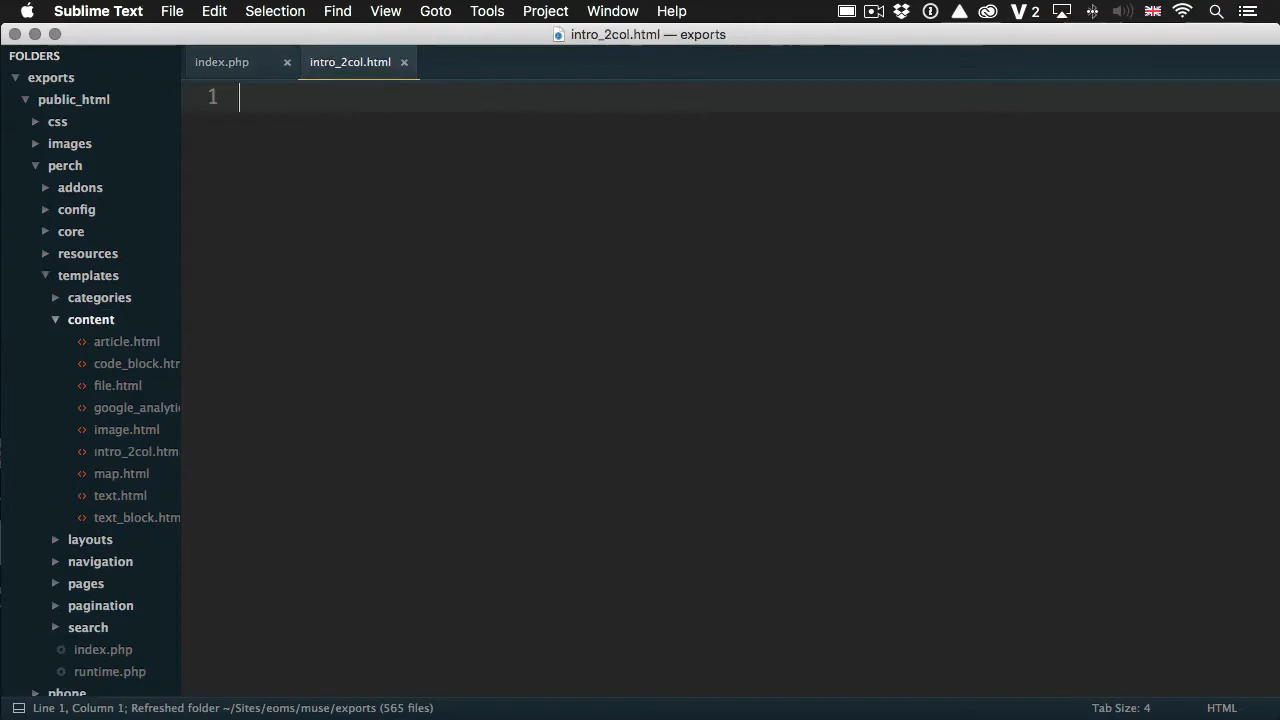 Sublime Text File Edit Selection Find View Goto Tools Project Window Help 2
intro_2col.html — exports
FOLDERS
index.php × intro_2col.html ×
exports
public_html
1
css
images
perch
addons
config
core
resources
templates
categories
content
article.html
code_block.htm
file.html
google_analytic
image.html
intro_2col.htm
map.html
text.html
text_block.htm
layouts
navigation
pages
pagination
search
index.php
runtime.php
phone
Line 1, Column 1; Refreshed folder ~/Sites/eoms/muse/exports (565 files) Tab Size: 4 HTML